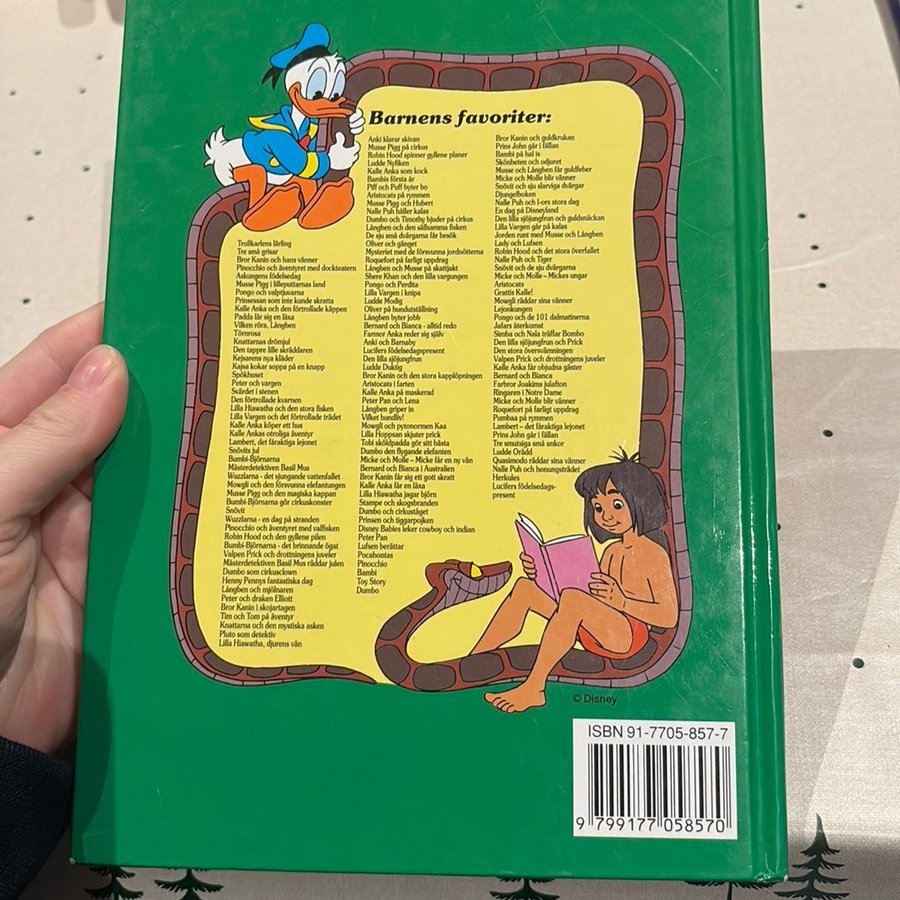 Barnens favoriter:
Trollkarlens lärling
Tre små grisar
Bror Kanin och hans vänner
Pinocchio och äventyret med dockteatern
Askungens födelsedag
Musse Pigg i lilleputtarnas land
Pongo och valptjuvarna
Prinsessan som inte kunde skratta
Kalle Anka och den förtrollade käppen
Padda lär sig en läxa
Vilken röra, Långben
Törnrosa
Knattarnas drömjul
Den tappre lille skräddaren
Kejsarens nya kläder
Kajsa kokar soppa på en knapp
Spökhuset
Peter och vargen
Svärdet i stenen
Den förtrollade kvarnen
Lilla Hiawatha och den stora fisken
Lilla Vargen och det förtrollade trädet
Kalle Anka köper ett hus
Kalle Ankas otroliga äventyr
Lambert, det fåraktiga lejonet
Snövits jul
Bumbi-Björnarna
Mästerdetektiven Basil Mus
Wuzzlarna - det sjungande vattenfallet
Mowgli och den försvunna elefantungen
Musse Pigg och den magiska kappan
Bumbi-Björnarna gör cirkuskonster
Snövit
Wuzzlarna - en dag på stranden
Pinocchio och äventyret med valfisken
Robin Hood och den gyllene pilen
Bumbi-Björnarna - det brinnande ögat
Valpen Prick och drottningens juveler
Mästerdetektiven Basil Mus räddar julen
Dumbo som cirkusclown
Henny Pennys fantastiska dag
Långben och mjölnaren
Peter och draken Elliott
Bror Kanin i skojartagen
Tim och Tom på äventyr
Knattarna och den mystiska asken
Pluto som detektiv
Lilla Hiawatha, djurens vän
Anki klarar skivan
Musse Pigg på cirkus
Robin Hood spinner gyllene planer
Ludde Nyfiken
Kalle Anka som kock
Bambis första år
Piff och Puff byter bo
Aristocats på rymmen
Musse Pigg och Hubert
Nalle Puh håller kalas
Dumbo och Timothy bjuder på cirkus
Långben och den sällsamma fisken
De sju små dvärgarna får besök
Oliver och gänget
Mysteriet med de försvunna jordnötterna
Roquefort på farligt uppdrag
Långben och Musse på skattjakt
Shere Khan och den lilla vargungen
Pongo och Perdita
Lilla Vargen i knipa
Ludde Modig
Oliver på hundutställning
Långben byter jobb
Bernard och Bianca - alltid redo
Farmor Anka reder sig själv
Anki och Barnaby
Lucifers födelsedagspresent
Den lilla sjöjungfrun
Ludde Duktig
Bror Kanin och den stora kapplöpningen
Aristocats i farten
Kalle Anka på maskerad
Peter Pan och Lena
Långben griper in
Vilket hundliv!
Mowgli och pytonormen Kaa
Lilla Hoppsan skjuter prick
Tobi sköldpadda gör sitt bästa
Dumbo den flygande elefanten
Micke och Molle – Micke får en ny vän
Bernard och Bianca i Australien
Bror Kanin får sig ett gott skratt
Kalle Anka får en läxa
Lilla Hiawatha jagar björn
Stampe och skogsbranden
Dumbo och cirkuståget
Prinsen och tiggarpojken
Disney Babies leker cowboy och indian
Peter Pan
Lufsen berättar
Pocahontas
Pinocchio
Bambi
Toy Story
Dumbo
Bror Kanin och guldkrukan
Prins John går i fällan
Bambi på hal is
Skönheten och odjuret
Musse och Långben får guldfeber
Micke och Molle blir vänner
Snövit och sju slarviga dvärgar
Djungelboken
Nalle Puh och I-ors stora dag
En dag på Disneyland
Den lilla sjöjungfrun och guldsnäckan
Lilla Vargen går på kalas
Jorden runt med Musse och Långben
Lady och Lufsen
Robin Hood och det stora överfallet
Nalle Puh och Tiger
Snövit och de sju dvärgarna
Micke och Molle – Mickes ungar
Aristocats
Grattis Kalle!
Mowgli räddar sina vänner
Lejonkungen
Pongo och de 101 dalmatinerna
Jafars återkomst
Simba och Nala träffar Bombo
Den lilla sjöjungfrun och Prick
Den stora översvämningen
Valpen Prick och drottningens juveler
Kalle Anka får objudna gäster
Bernard och Bianca
Farbror Joakims julafton
Ringaren i Notre Dame
Micke och Molle blir vänner
Roquefort på farligt uppdrag
Pumbaa på rymmen
Lambert – det fåraktiga lejonet
Prins John går i fällan
Tre smutsiga små ankor
Ludde Orädd
Quasimodo räddar sina vänner
Nalle Puh och honungsträdet
Herkules
Lucifers födelsedags-
present
© Disney
ISBN 91-7705-857-7
9 799177 058570